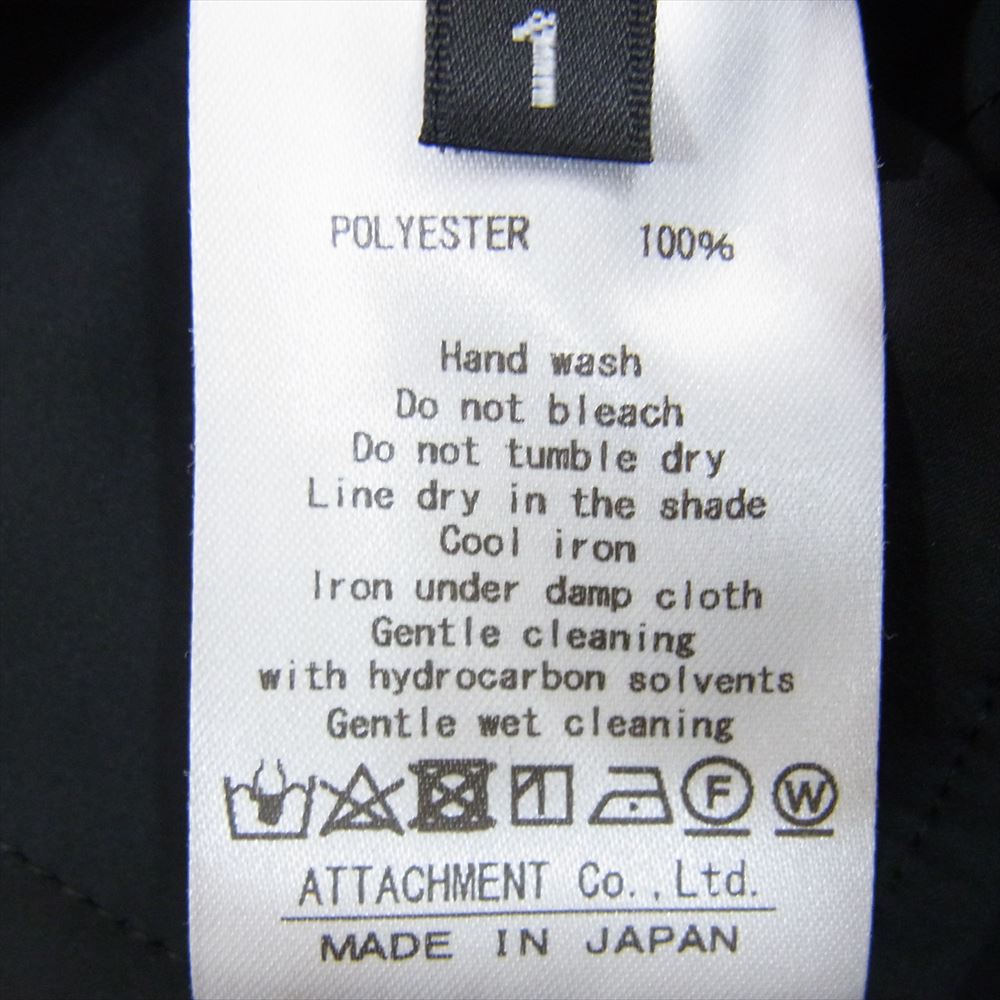 1
POLYESTER 100%
Hand wash
Do not bleach
Do not tumble dry
Line dry in the shade
Cool iron
Iron under damp cloth
Gentle cleaning
with hydrocarbon solvents
Gentle wet cleaning
F W
ATTACHMENT Co.,Ltd.
MADE IN JAPAN